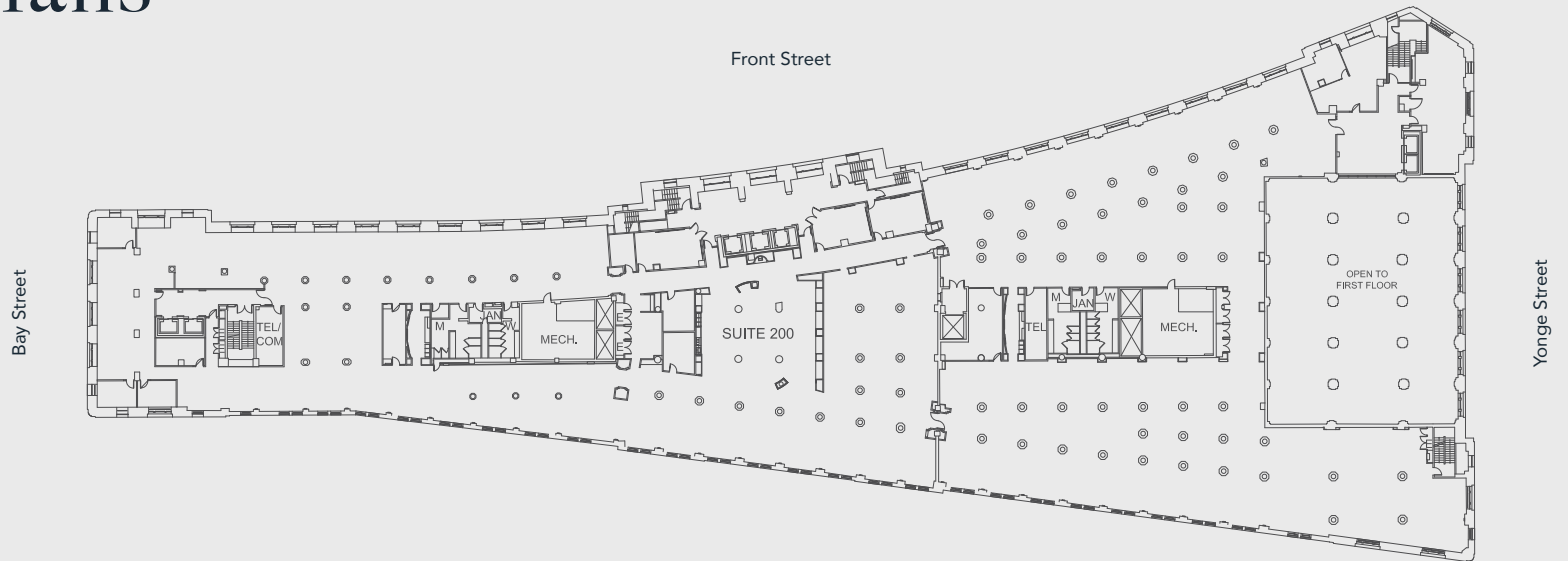 Front Street
Bay Street
Yonge Street
OPEN TO
FIRST FLOOR
TEL/
COM
M
JAN
W
MECH.
E
E
SUITE 200
TEL
M
JAN
W
MECH.